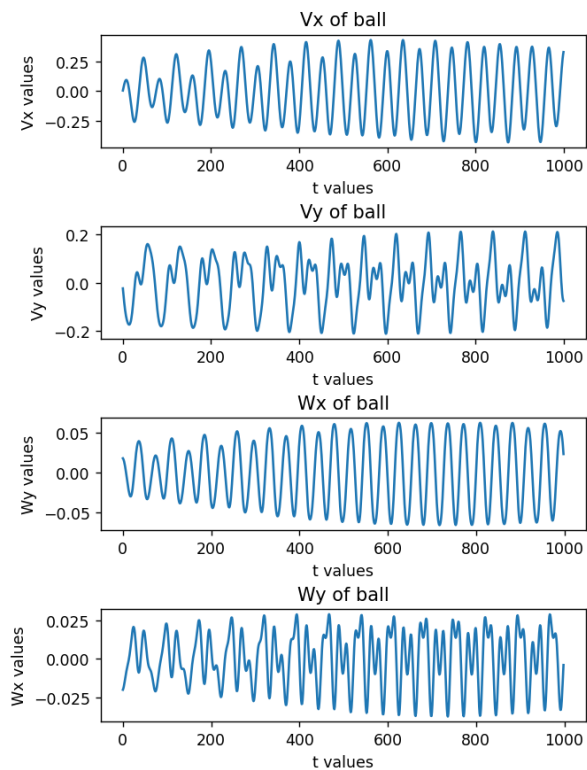 Vx of ball
0.25
0.00
−0.25
Vx values
0 200 400 600 800 1000
t values
Vy of ball
0.2
0.0
−0.2
Vy values
0 200 400 600 800 1000
t values
Wx of ball
0.05
0.00
−0.05
Wy values
0 200 400 600 800 1000
t values
Wy of ball
0.025
0.000
−0.025
Wx values
0 200 400 600 800 1000
t values